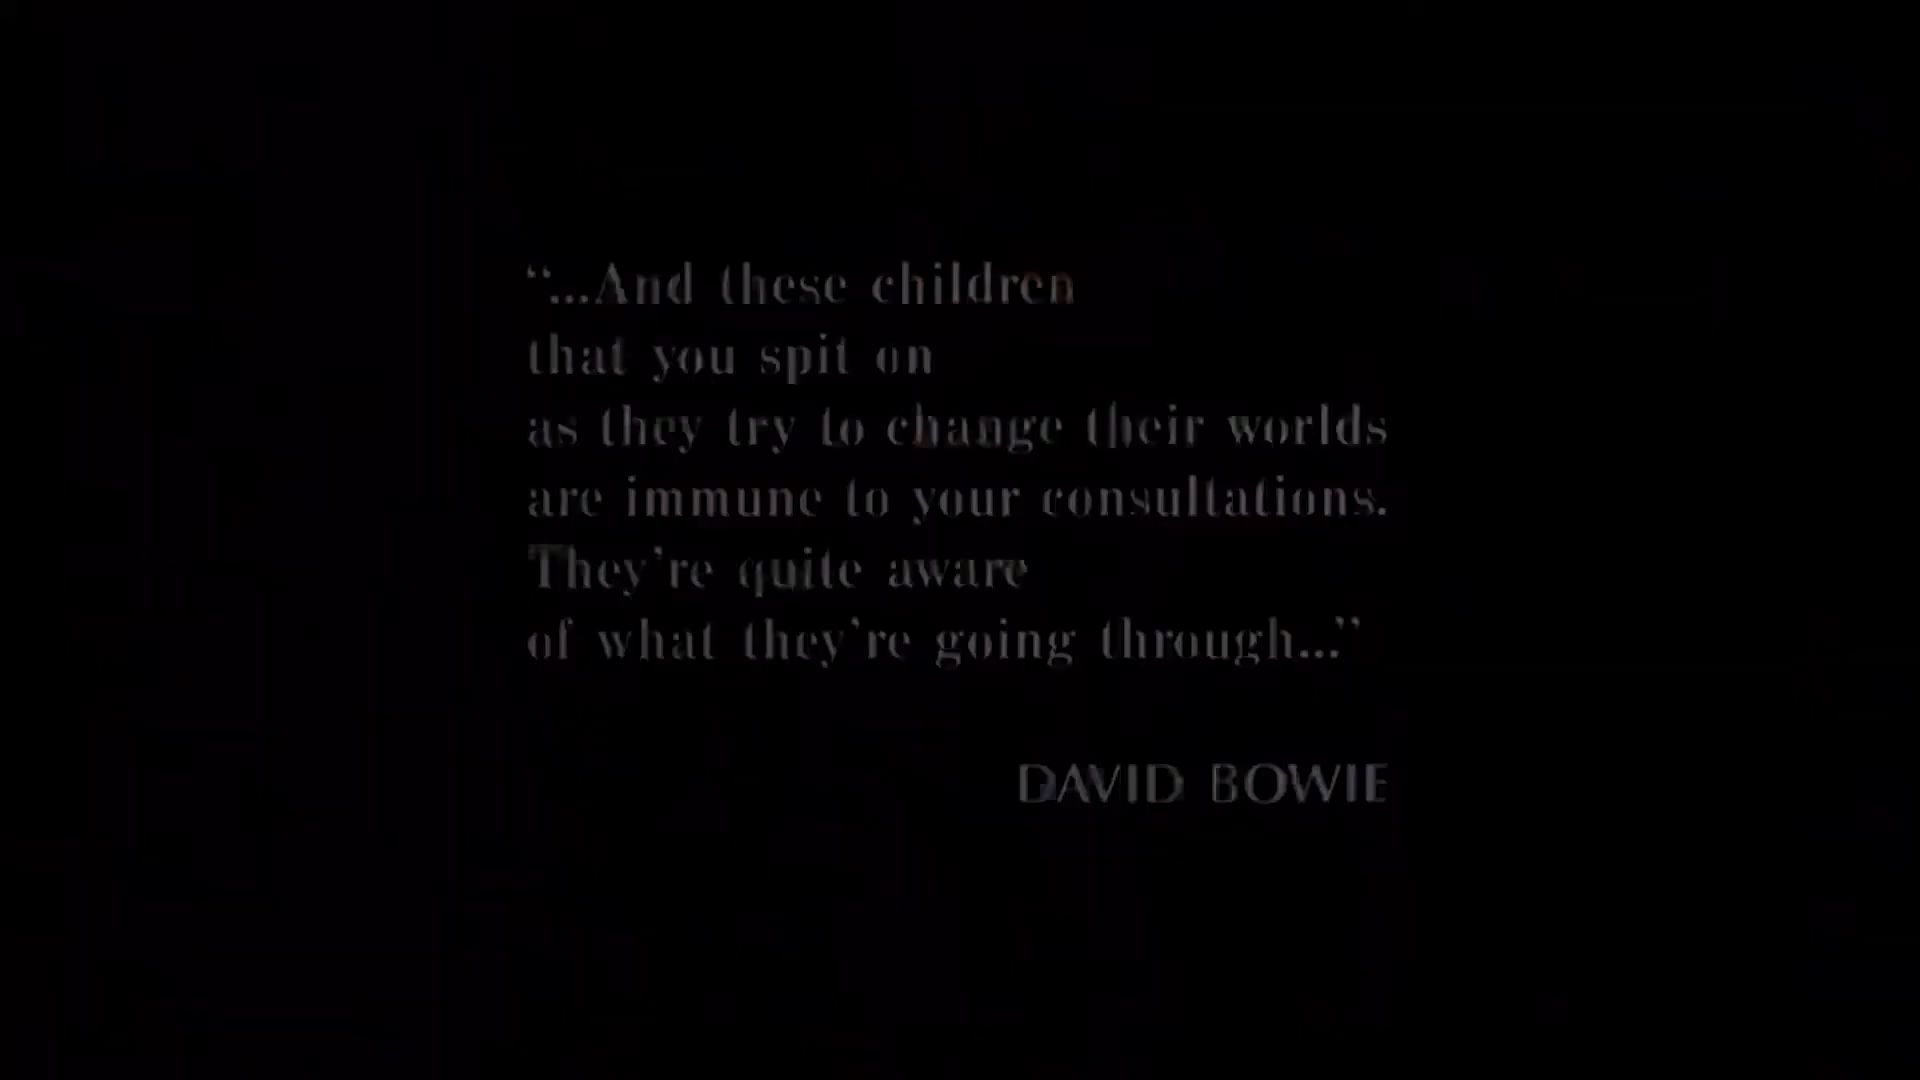 “...And these children
that you spit on
as they try to change their worlds
are immune to your consultations.
They’re quite aware
of what they’re going through...”
DAVID BOWIE